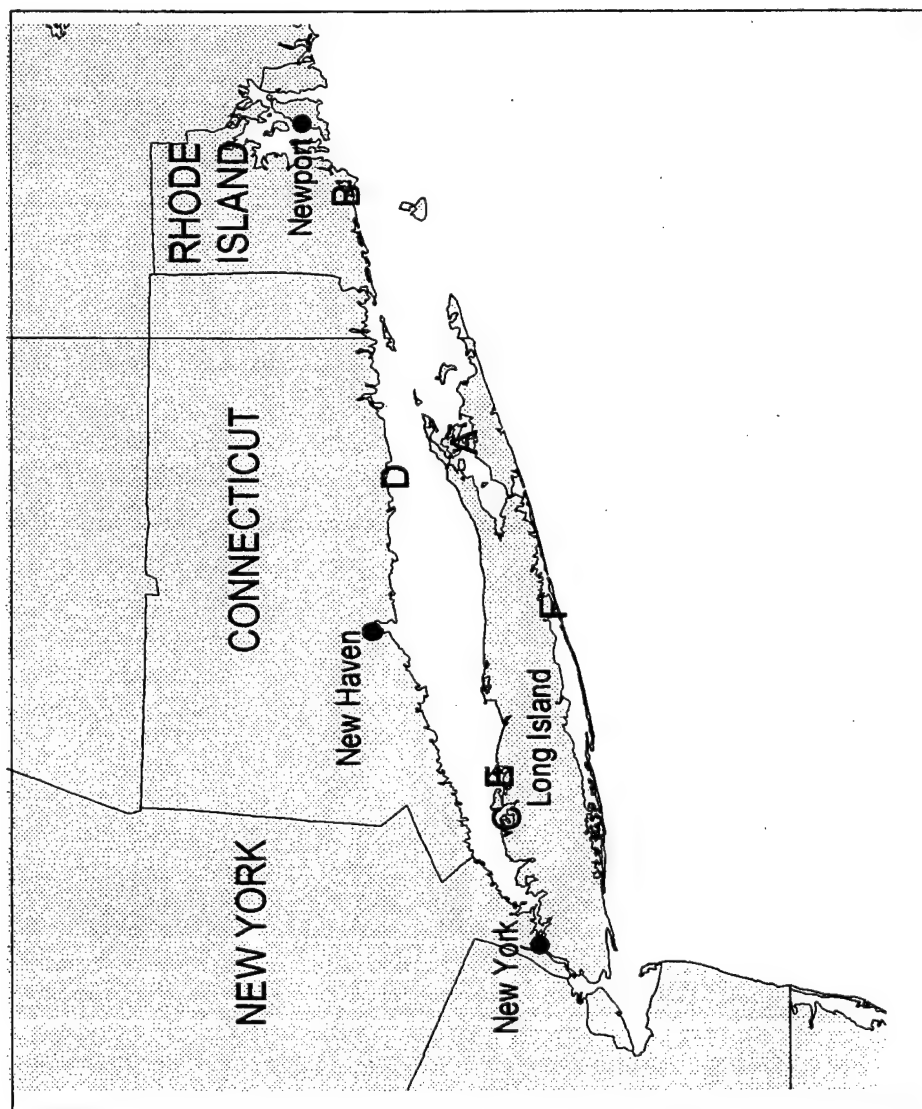 RHODE
ISLAND
Newport
B
CONNECTICUT
D
A
New Haven
F
Long Island
E
C
NEW YORK
New York